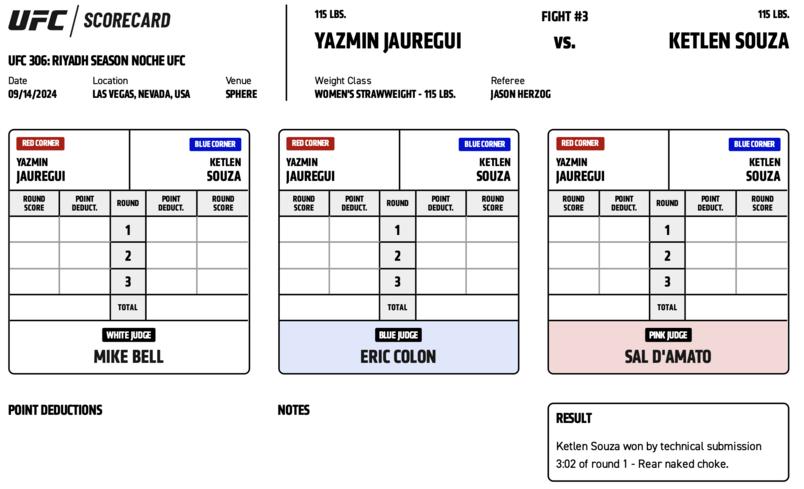 UFC / SCORECARD
UFC 306: RIYADH SEASON NOCHE UFC
Date Location Venue
09/14/2024 LAS VEGAS, NEVADA, USA SPHERE
115 LBS. FIGHT #3 115 LBS.
YAZMIN JAUREGUI VS. KETLEN SOUZA
Weight Class Referee
WOMEN'S STRAWWEIGHT - 115 LBS. JASON HERZOG
RED CORNER BLUE CORNER
YAZMIN KETLEN
JAUREGUI SOUZA
ROUND POINT ROUND POINT ROUND
SCORE DEDUCT. DEDUCT. SCORE
1
2
3
TOTAL
WHITE JUDGE
MIKE BELL
RED CORNER BLUE CORNER
YAZMIN KETLEN
JAUREGUI SOUZA
ROUND POINT ROUND POINT ROUND
SCORE DEDUCT. DEDUCT. SCORE
1
2
3
TOTAL
BLUE JUDGE
ERIC COLON
RED CORNER BLUE CORNER
YAZMIN KETLEN
JAUREGUI SOUZA
ROUND POINT ROUND POINT ROUND
SCORE DEDUCT. DEDUCT. SCORE
1
2
3
TOTAL
PINK JUDGE
SAL D'AMATO
POINT DEDUCTIONS
NOTES
RESULT
Ketlen Souza won by technical submission
3:02 of round 1 - Rear naked choke.